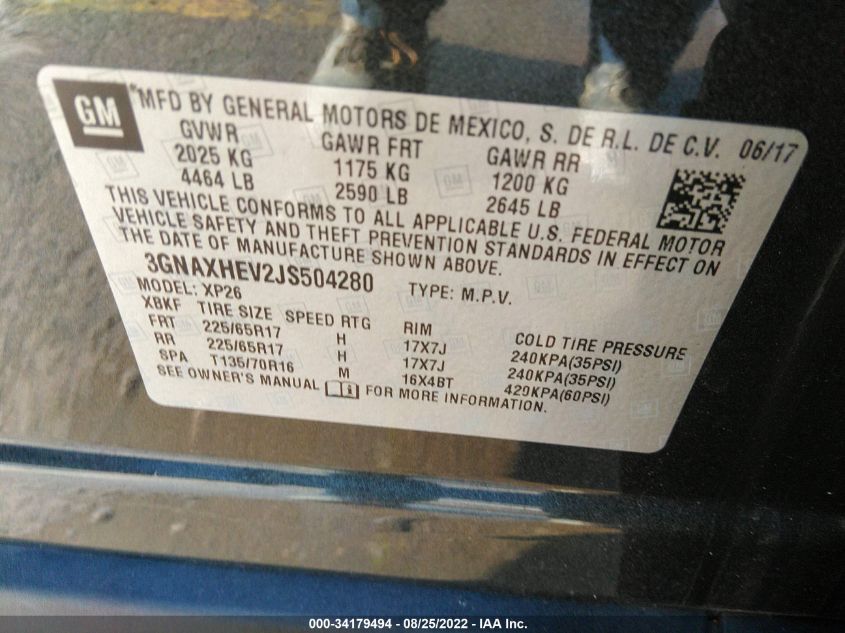 GM
*MFD BY GENERAL MOTORS DE MEXICO, S. DE R.L. DE C.V. 06/17
GVWR GAWR FRT GAWR RR
2025 KG 1175 KG 1200 KG
4464 LB 2590 LB 2645 LB
THIS VEHICLE CONFORMS TO ALL APPLICABLE U.S. FEDERAL MOTOR
VEHICLE SAFETY AND THEFT PREVENTION STANDARDS IN EFFECT ON
THE DATE OF MANUFACTURE SHOWN ABOVE.
3GNAXHEV2JS504280 TYPE: M.P.V.
MODEL: XP26
XBKF TIRE SIZE SPEED RTG RIM COLD TIRE PRESSURE
FRT 225/65R17 H 17X7J 240KPA(35PSI)
RR 225/65R17 H 17X7J 240KPA(35PSI)
SPA T135/70R16 M 16X4BT 420KPA(60PSI)
SEE OWNER'S MANUAL FOR MORE INFORMATION.
000-34179494 - 08/25/2022 - IAA Inc.